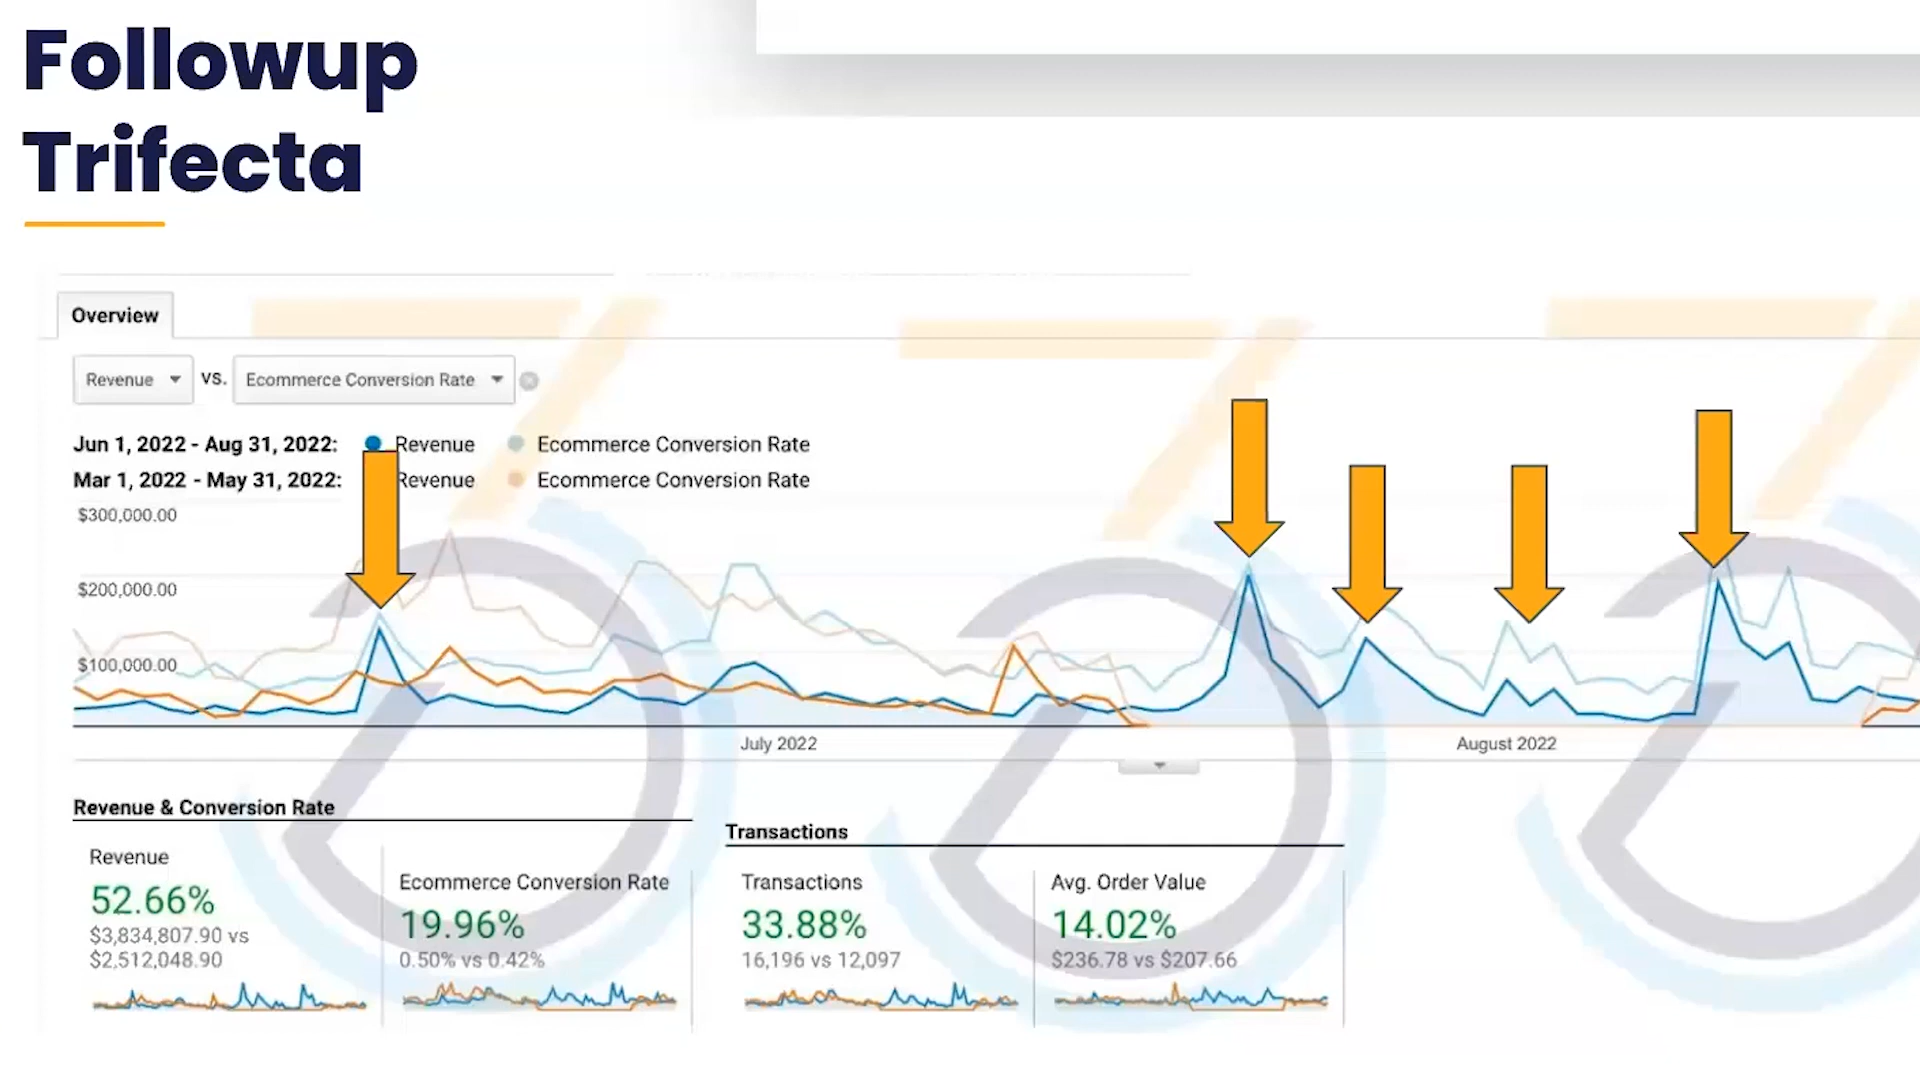 Followup
Trifecta
Overview
Revenue
VS.
Ecommerce Conversion Rate
Jun 1, 2022 - Aug 31, 2022:
Revenue
Ecommerce Conversion Rate
Mar 1, 2022 - May 31, 2022:
Revenue
Ecommerce Conversion Rate
$300,000.00
$200,000.00
$100,000.00
July 2022
August 2022
Revenue & Conversion Rate
Revenue
52.66%
$3,834,807.90 vs
$2,512,048.90
Ecommerce Conversion Rate
19.96%
0.50% vs 0.42%
Transactions
Transactions
33.88%
16,196 vs 12,097
Avg. Order Value
14.02%
$236.78 vs $207.66